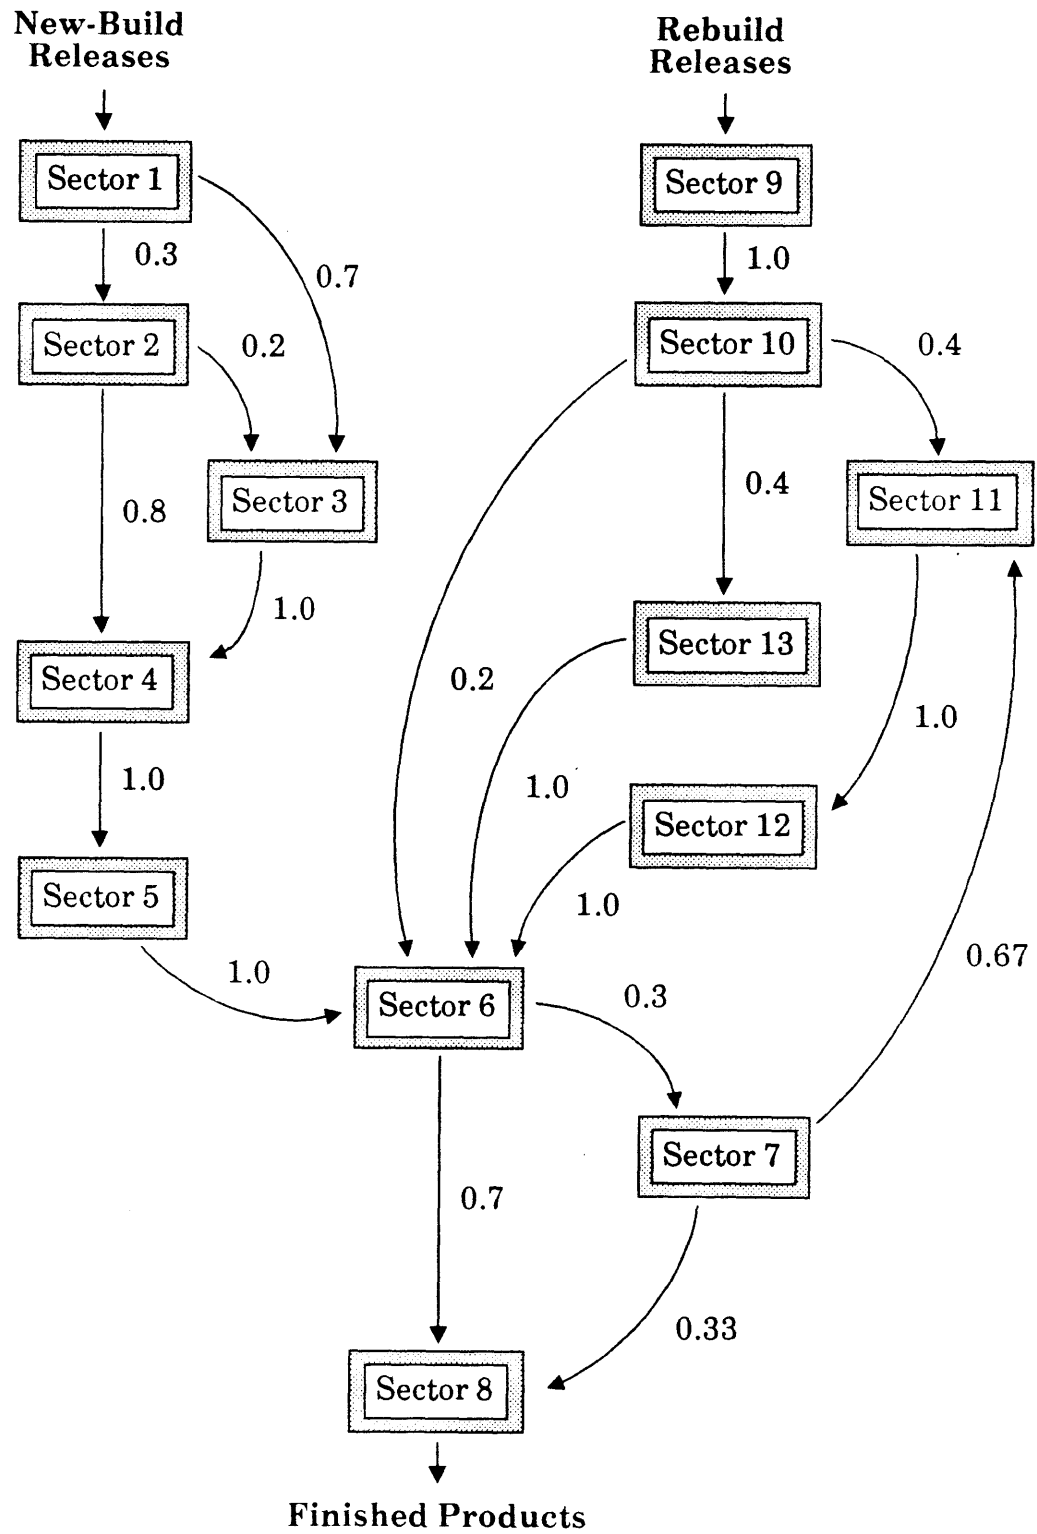 New-Build
Releases
Rebuild
Releases
Sector 1
Sector 9
0.3
0.7
1.0
Sector 2
0.2
Sector 10
0.4
Sector 3
0.8
0.4
Sector 11
1.0
Sector 13
Sector 4
0.2
1.0
1.0
1.0
Sector 12
Sector 5
1.0
1.0
0.67
Sector 6
0.3
Sector 7
0.7
0.33
Sector 8
Finished Products